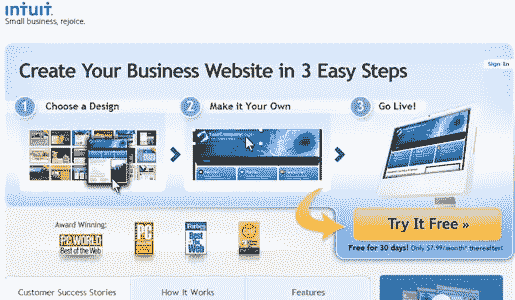 intuit.
Small business, rejoice.
Sign In
Create Your Business Website in 3 Easy Steps
1 Choose a Design
2 Make it Your Own
3 Go Live!
Award Winning:
PC WORLD
Best of the Web
PC
Forbes
Best
The Web
Try It Free »
Free for 30 days! Only $7.99/month* thereafter!
Customer Success Stories
How It Works
Features